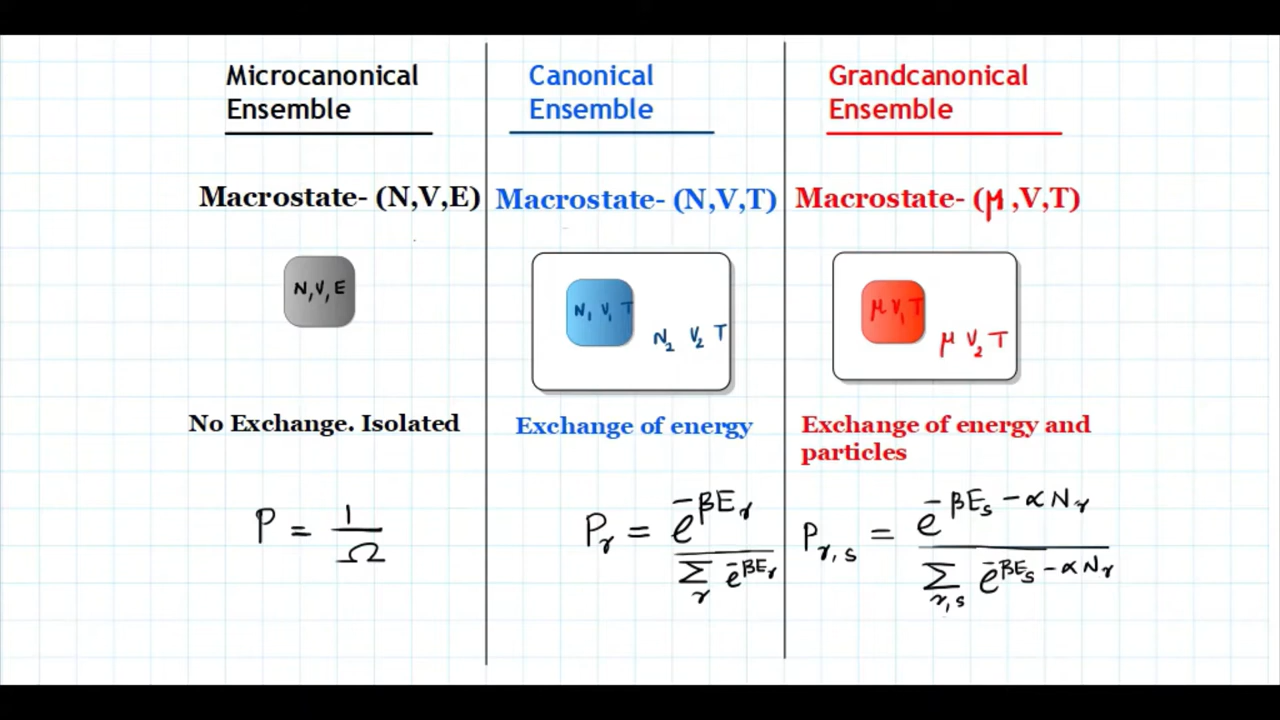 Microcanonical
Ensemble
Macrostate- (N,V,E)
N,V,E
No Exchange. Isolated
P = 1/Ω
Canonical
Ensemble
Macrostate- (N,V,T)
N₁ V₁ T
N₂ V₂ T
Exchange of energy
Pᵣ = e^(-βEᵣ) / Σᵣ e^(-βEᵣ)
Grandcanonical
Ensemble
Macrostate- (μ,V,T)
μ V₁ T
μ V₂ T
Exchange of energy and
particles
Pᵣ,ₛ = e^(-βEₛ - αNᵣ) / Σᵣ,ₛ e^(-βEₛ - αNᵣ)